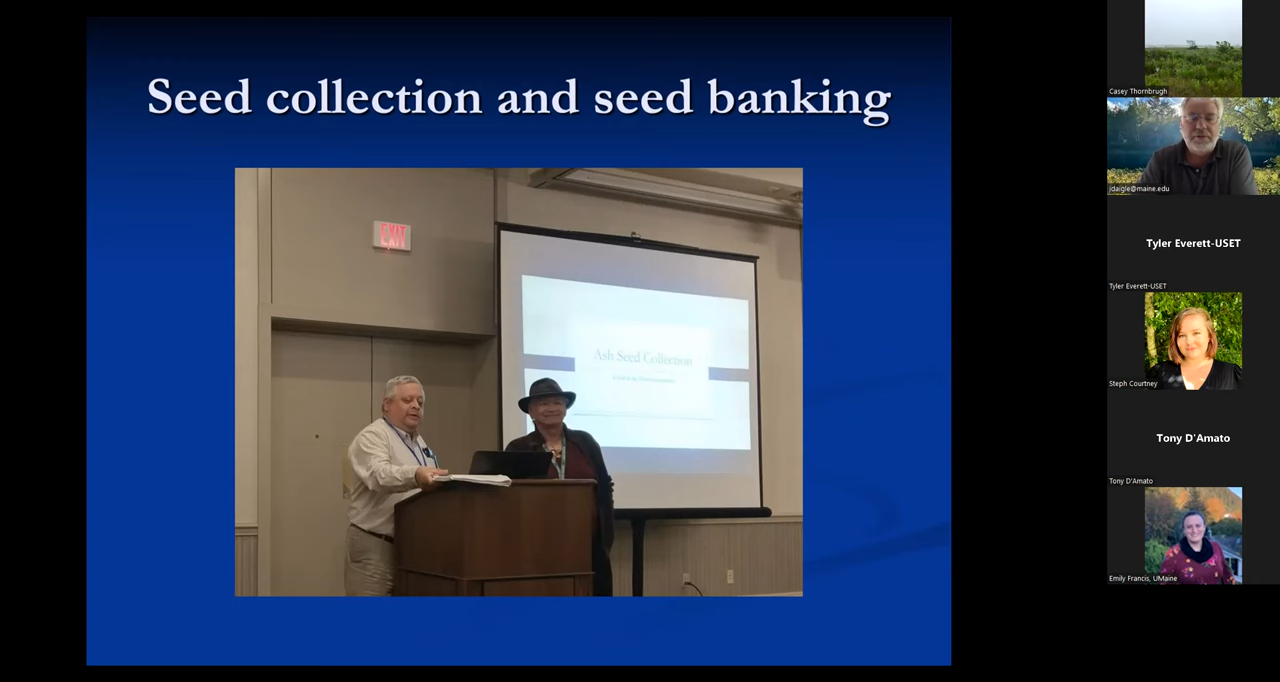 Seed collection and seed banking
EXIT
Ash Seed Collection
Casey Thornbrugh
jdaigle@maine.edu
Tyler Everett-USET
Tyler Everett-USET
Steph Courtney
Tony D'Amato
Tony D'Amato
Emily Francis, UMaine